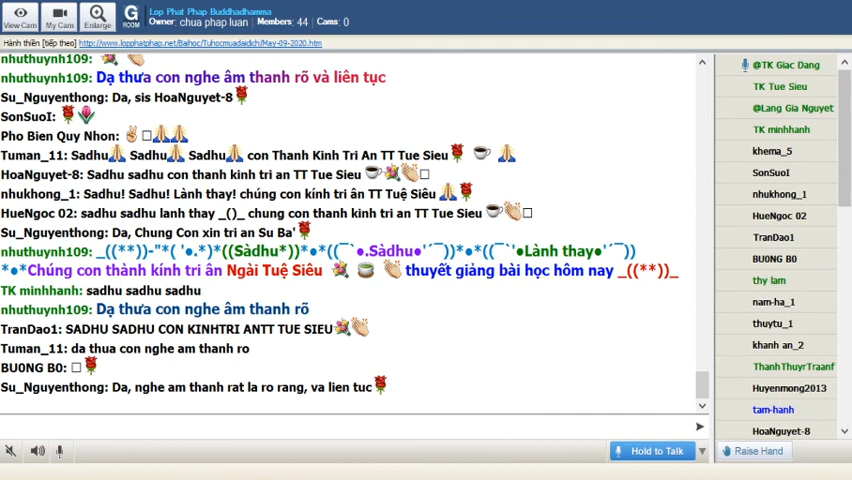 View Cam
My Cam
Enlarge
G
ROOM
Lop Phat Phap Buddhadhamma
Owner: chua phap luan Members: 44 Cams: 0
Hành thiền [tiếp theo] http://www.lopphatphap.net/Baihoc/Tuhocmuadaidich/May-09-2020.htm
nhuthuynh109:
nhuthuynh109: Dạ thưa con nghe âm thanh rõ và liên tục
Su_Nguyenthong: Da, sis HoaNguyet-8
SonSuoI:
Pho Bien Quy Nhon:
Tuman_11: Sadhu Sadhu Sadhu con Thanh Kinh Tri An TT Tue Sieu
HoaNguyet-8: Sadhu sadhu con thanh kinh tri an TT Tue Sieu
nhukhong_1: Sadhu! Sadhu! Lành thay! chúng con kính tri ân TT Tuệ Siêu
HueNgoc 02: sadhu sadhu lanh thay _()_ chung con thanh kinh tri an TT Tue Sieu
Su_Nguyenthong: Da, Chung Con xin tri an Su Ba'
nhuthuynh109: _((**))-"*( '●.*)*((Sàdhu*))*●*((¯`●.Sàdhu●'´¯))*●*((¯`'●Lành thay●'´¯))
*●*Chúng con thành kính tri ân Ngài Tuệ Siêu thuyết giảng bài học hôm nay _((**))_
TK minhhanh: sadhu sadhu sadhu
nhuthuynh109: Dạ thưa con nghe âm thanh rõ
TranDao1: SADHU SADHU CON KINHTRI ANTT TUE SIEU
Tuman_11: da thua con nghe am thanh ro
BU0NG B0:
Su_Nguyenthong: Da, nghe am thanh rat la ro rang, va lien tuc
Hold to Talk
@TK Giac Dang
TK Tue Sieu
@Lang Gia Nguyet
TK minhhanh
khema_5
SonSuoI
nhukhong_1
HueNgoc 02
TranDao1
BU0NG B0
thy lam
nam-ha_1
thuytu_1
khanh an_2
ThanhThuyrTraanf
Huyenmong2013
tam-hanh
HoaNguyet-8
Raise Hand